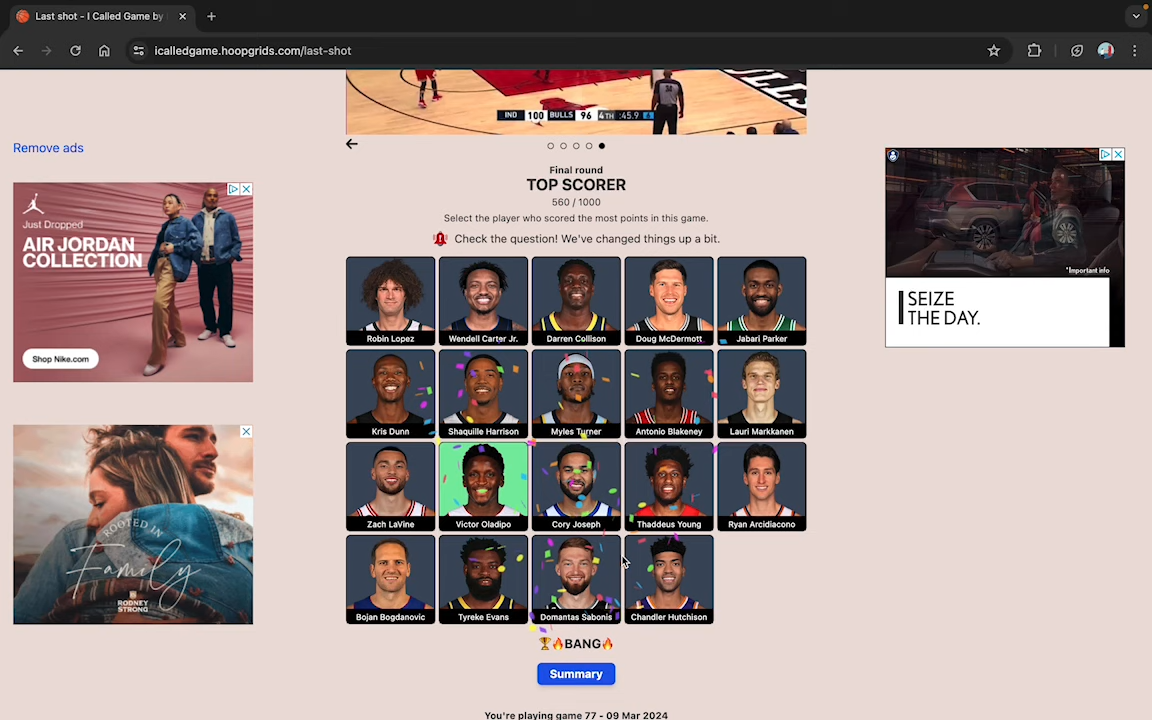 Last shot - I Called Game by
icalledgame.hoopgrids.com/last-shot
IND 100 BULLS 96 4TH :45.9 6
Remove ads
Just Dropped
AIR JORDAN
COLLECTION
Shop Nike.com
Final round
TOP SCORER
560 / 1000
Select the player who scored the most points in this game.
Check the question! We've changed things up a bit.
*Important info
SEIZE
THE DAY.
Robin Lopez
Wendell Carter Jr.
Darren Collison
Doug McDermott
Jabari Parker
Kris Dunn
Shaquille Harrison
Myles Turner
Antonio Blakeney
Lauri Markkanen
Zach LaVine
Victor Oladipo
Cory Joseph
Thaddeus Young
Ryan Arcidiacono
Bojan Bogdanovic
Tyreke Evans
Domantas Sabonis
Chandler Hutchison
ROOTED IN
Family
RODNEY
STRONG
🏆🔥BANG🔥
Summary
You're playing game 77 - 09 Mar 2024